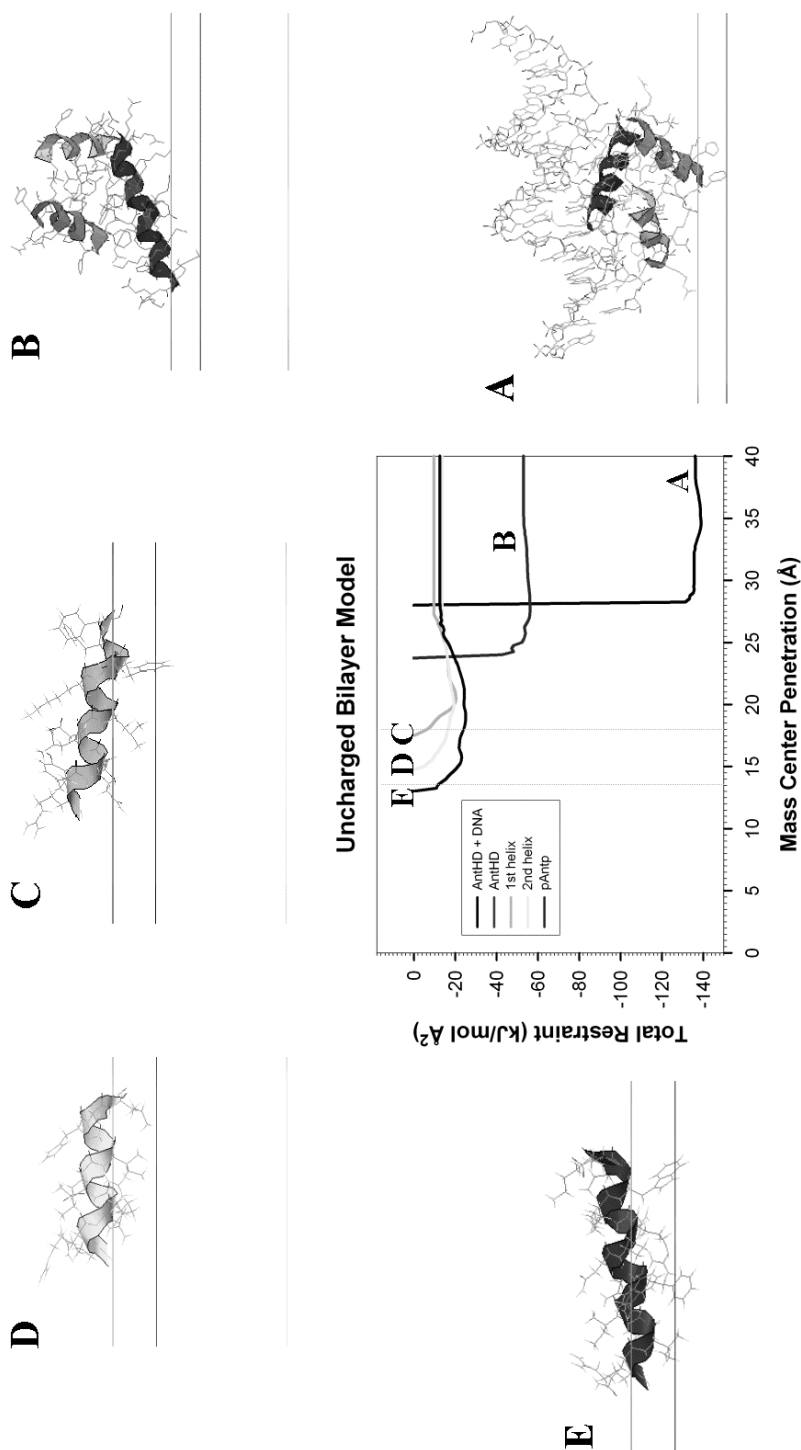 D
C
B
E
A
Uncharged Bilayer Model
Total Restraint (kJ/mol Å²)
0
-20
-40
-60
-80
-100
-120
-140
E D C
B
A
AntHD + DNA
AntHD
1st helix
2nd helix
pAntp
0 5 10 15 20 25 30 35 40
Mass Center Penetration (Å)